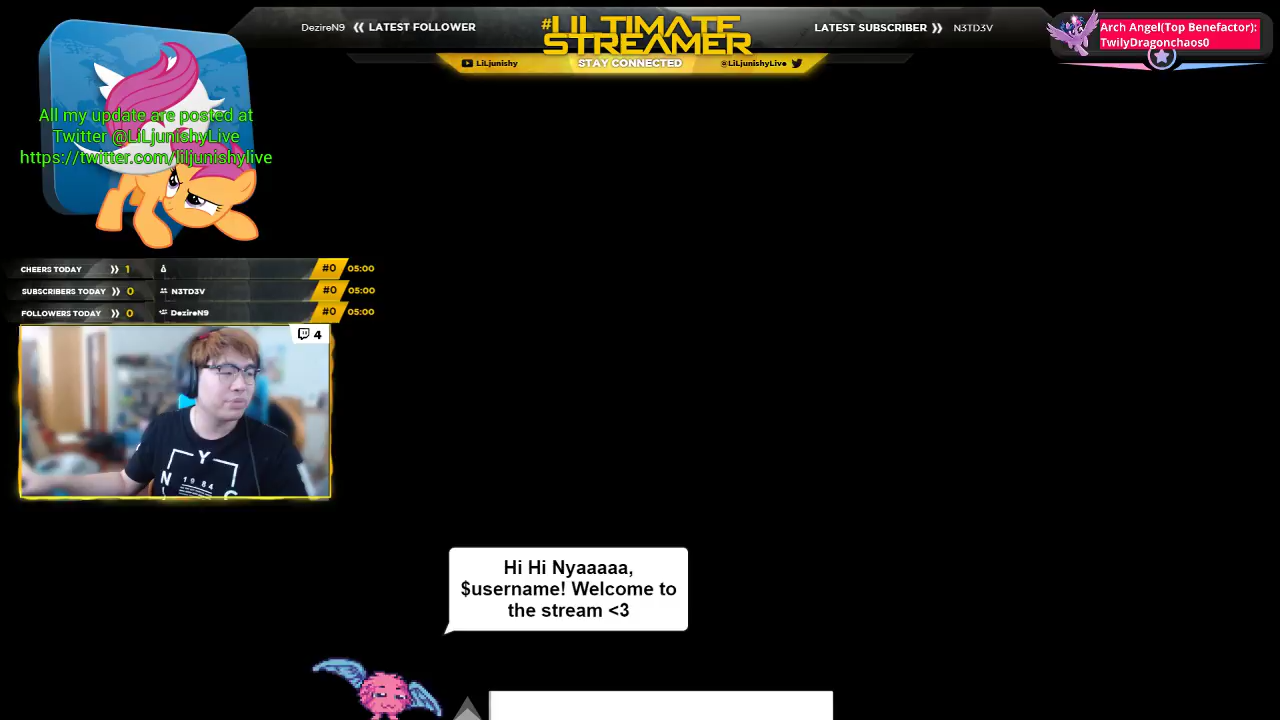 DezireN9 LATEST FOLLOWER
#ULTIMATE
STREAMER
LATEST SUBSCRIBER N3TD3V
Arch Angel(Top Benefactor):
TwilyDragonchaos0
LiLjunishy STAY CONNECTED @LiLjunishyLive
All my update are posted at
Twitter @LiLjunishyLive
https://twitter.com/liljunishylive
CHEERS TODAY 1 #0 05:00
SUBSCRIBERS TODAY 0 N3TD3V #0 05:00
FOLLOWERS TODAY 0 DezireN9 #0 05:00
4
Y
N 1984 C
Hi Hi Nyaaaaa,
$username! Welcome to
the stream <3